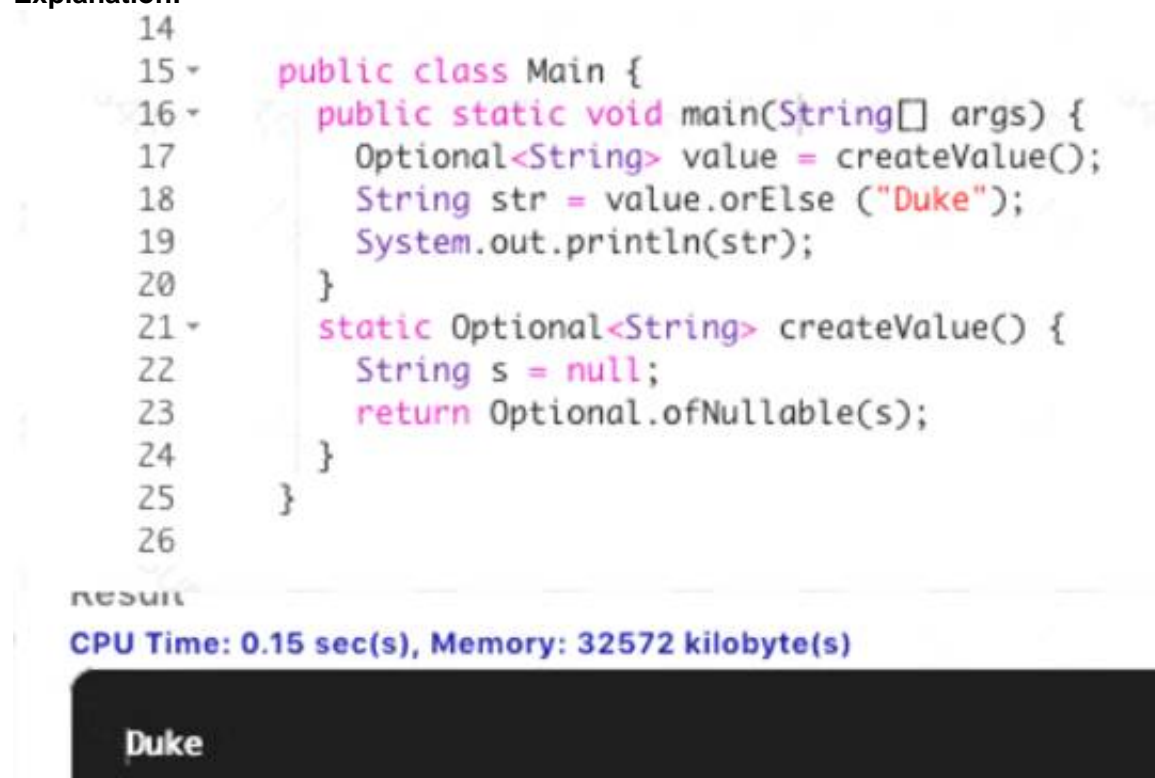 Explanation:
14
15 public class Main {
16 public static void main(String[] args) {
17 Optional<String> value = createValue();
18 String str = value.orElse ("Duke");
19 System.out.println(str);
20 }
21 static Optional<String> createValue() {
22 String s = null;
23 return Optional.ofNullable(s);
24 }
25 }
26
Result
CPU Time: 0.15 sec(s), Memory: 32572 kilobyte(s)
Duke